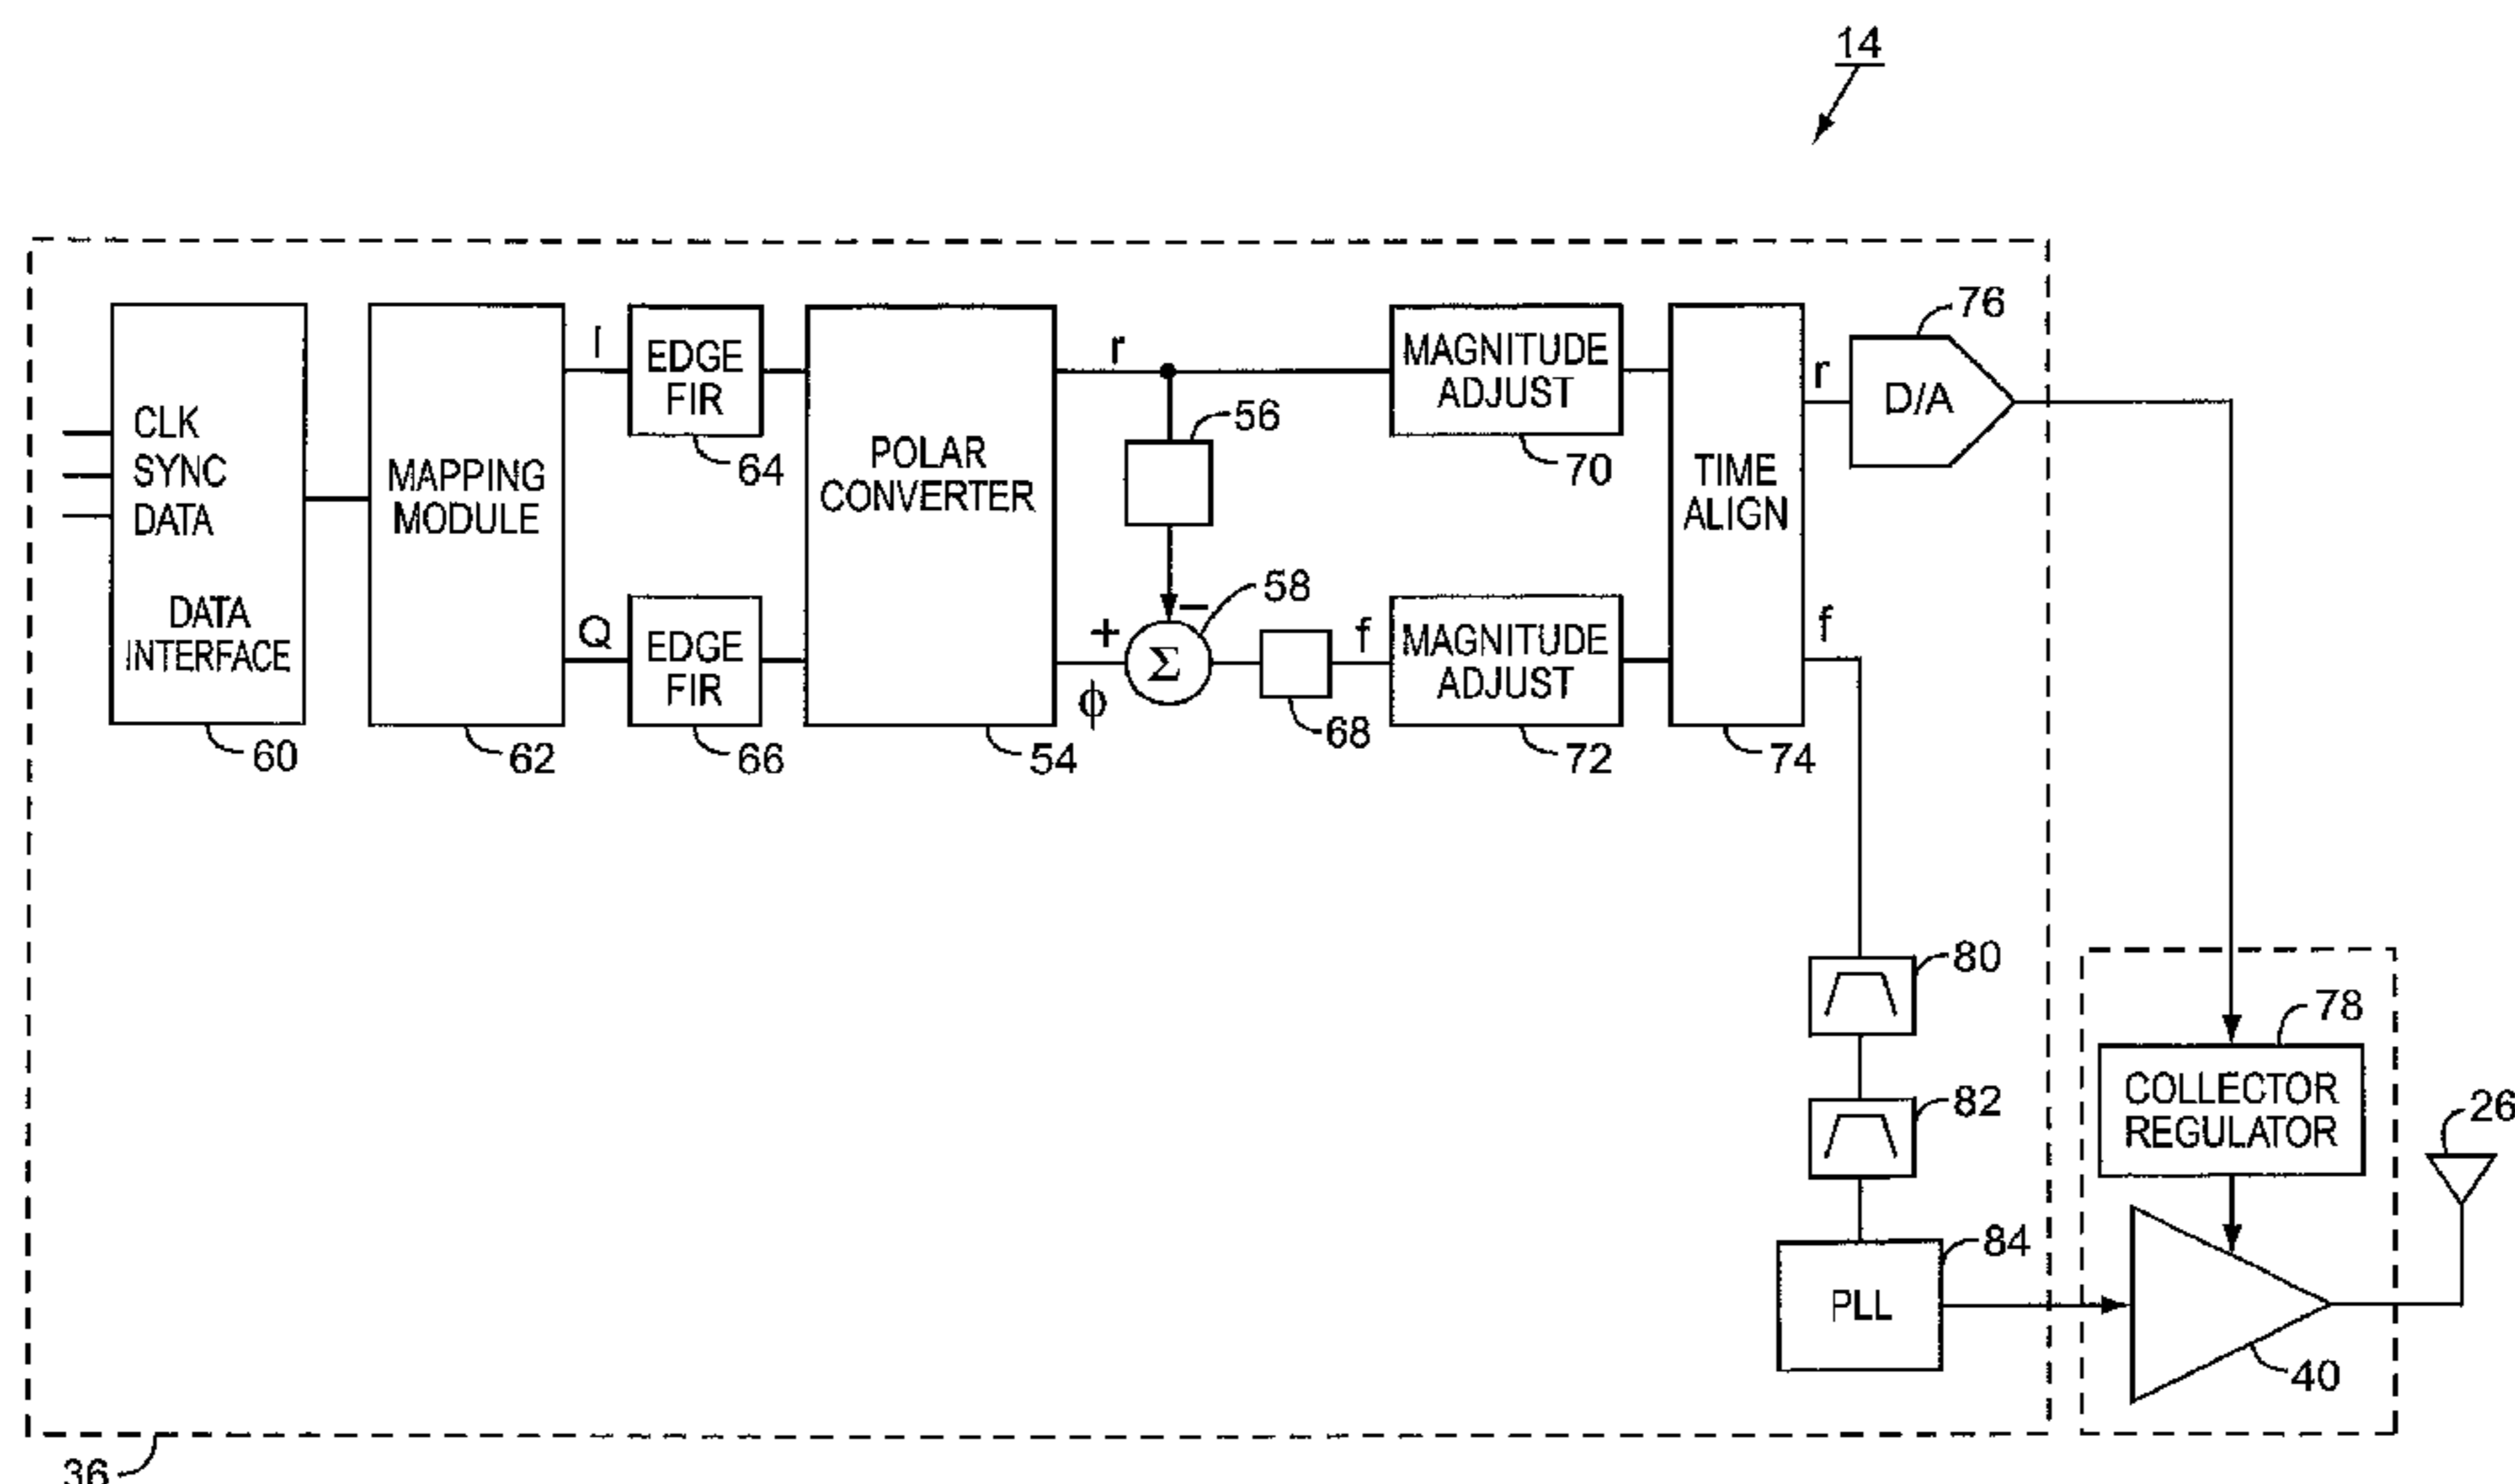 14
76
I
EDGE
FIR
64
r
56
MAGNITUDE
ADJUST
70
r
D/A
CLK
SYNC
DATA
DATA
INTERFACE
60
MAPPING
MODULE
62
POLAR
CONVERTER
54
TIME
ALIGN
74
58
Q
EDGE
FIR
66
+
−
Σ
ϕ
68
f
MAGNITUDE
ADJUST
72
f
80
82
84
PLL
78
COLLECTOR
REGULATOR
26
40
36